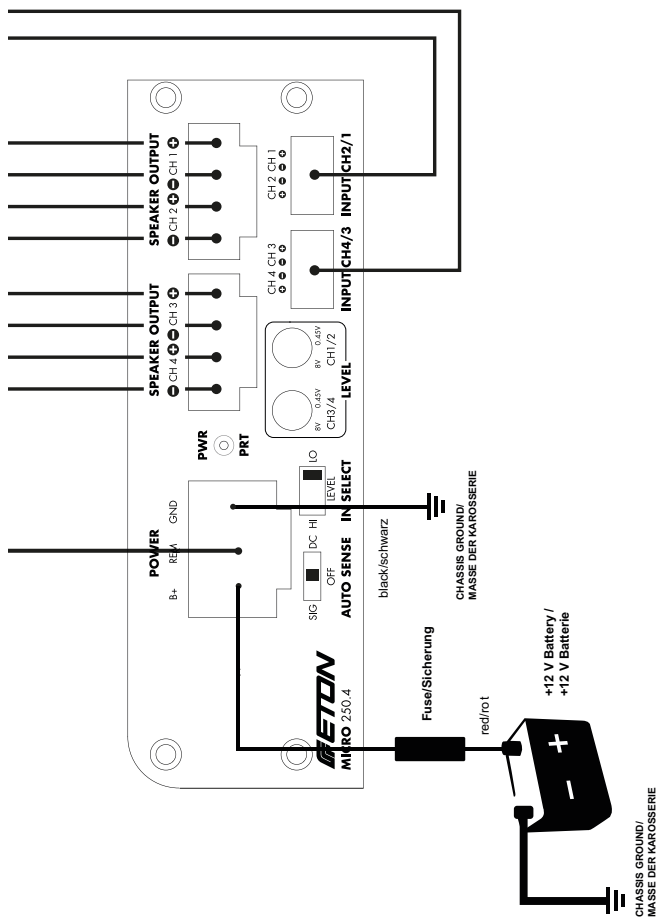 SPEAKER OUTPUT
CH 2 CH 1
SPEAKER OUTPUT
CH 4 CH 3
CH 2 CH 1
INPUT CH2/1
CH 4 CH 3
INPUT CH4/3
8V 0.45V
CH1/2
8V 0.45V
CH3/4
LEVEL
PWR
PRT
POWER
B+ REM GND
HI LEVEL LO
IN SELECT
SIG OFF DC
AUTO SENSE
ETON
MICRO 250.4
black/schwarz
CHASSIS GROUND/
MASSE DER KAROSSERIE
Fuse/Sicherung
red/rot
+12 V Battery /
+12 V Batterie
+
−
CHASSIS GROUND/
MASSE DER KAROSSERIE